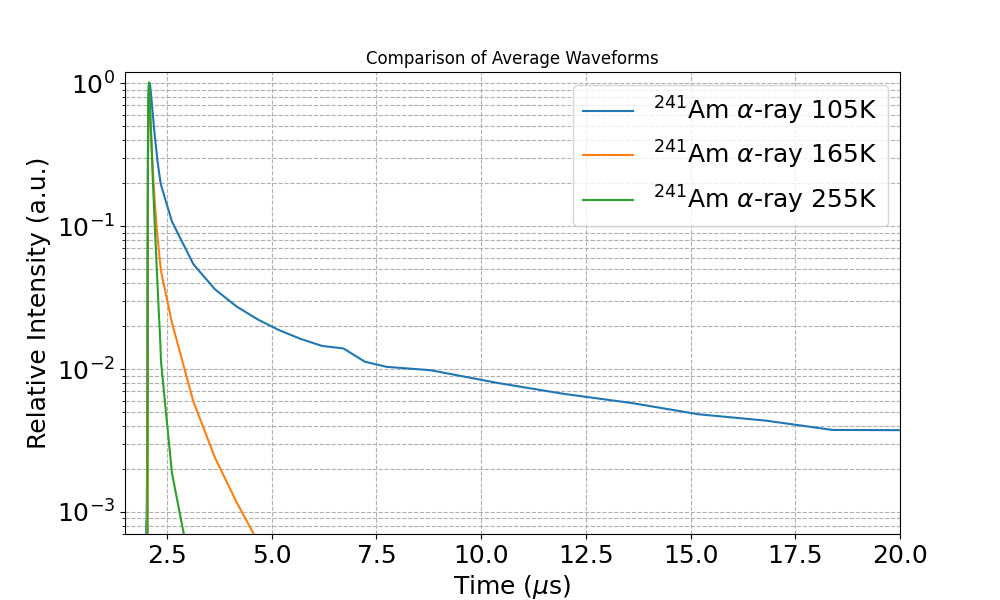 Comparison of Average Waveforms
Relative Intensity (a.u.)
10⁰
10⁻¹
10⁻²
10⁻³
²⁴¹Am α-ray 105K
²⁴¹Am α-ray 165K
²⁴¹Am α-ray 255K
2.5 5.0 7.5 10.0 12.5 15.0 17.5 20.0
Time (μs)